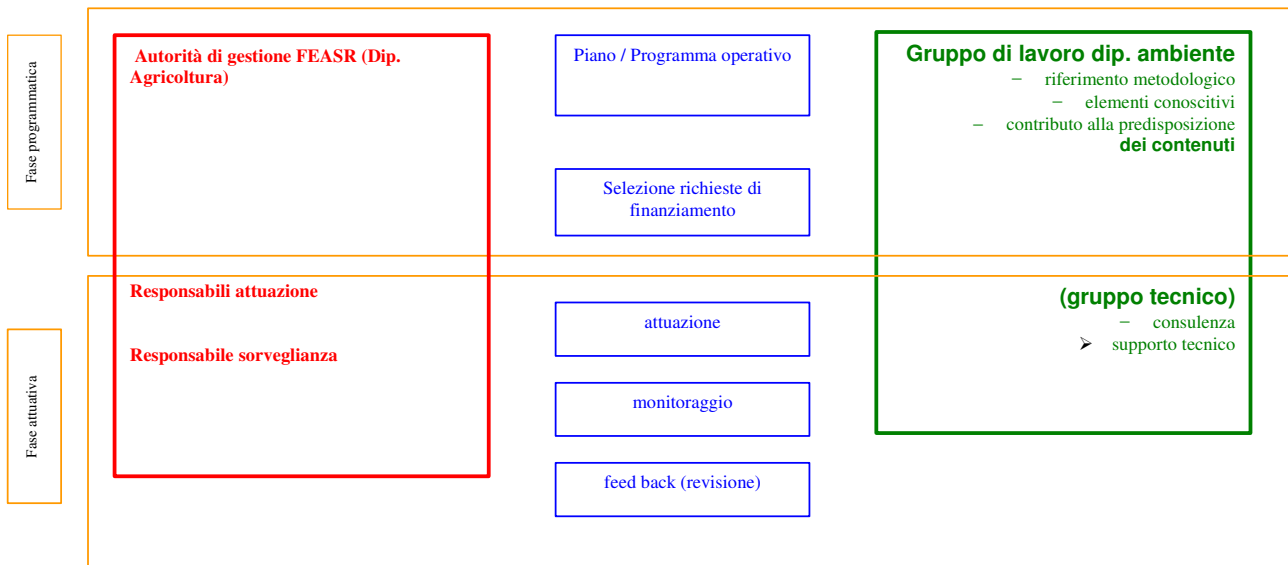 Fase programmatica
Autorità di gestione FEASR (Dip.
Agricoltura)
Piano / Programma operativo
Selezione richieste di
finanziamento
Gruppo di lavoro dip. ambiente
– riferimento metodologico
– elementi conoscitivi
– contributo alla predisposizione
dei contenuti
Fase attuativa
Responsabili attuazione
Responsabile sorveglianza
attuazione
monitoraggio
feed back (revisione)
(gruppo tecnico)
– consulenza
➢ supporto tecnico